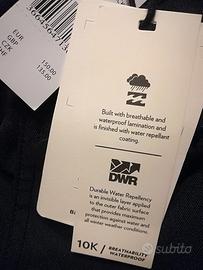 EUR
GBP
CZK
HF
150.00
135.00
Built with breathable and
waterproof lamination and
is finished with water repellant
coating.
DWR
Durable Water Repellency
is an invisible layer applied
to the outer fabric surface
that provides maximum
protection against water and
all winter weather conditions.
10K / BREATHABILITY
WATERPROOF
subito